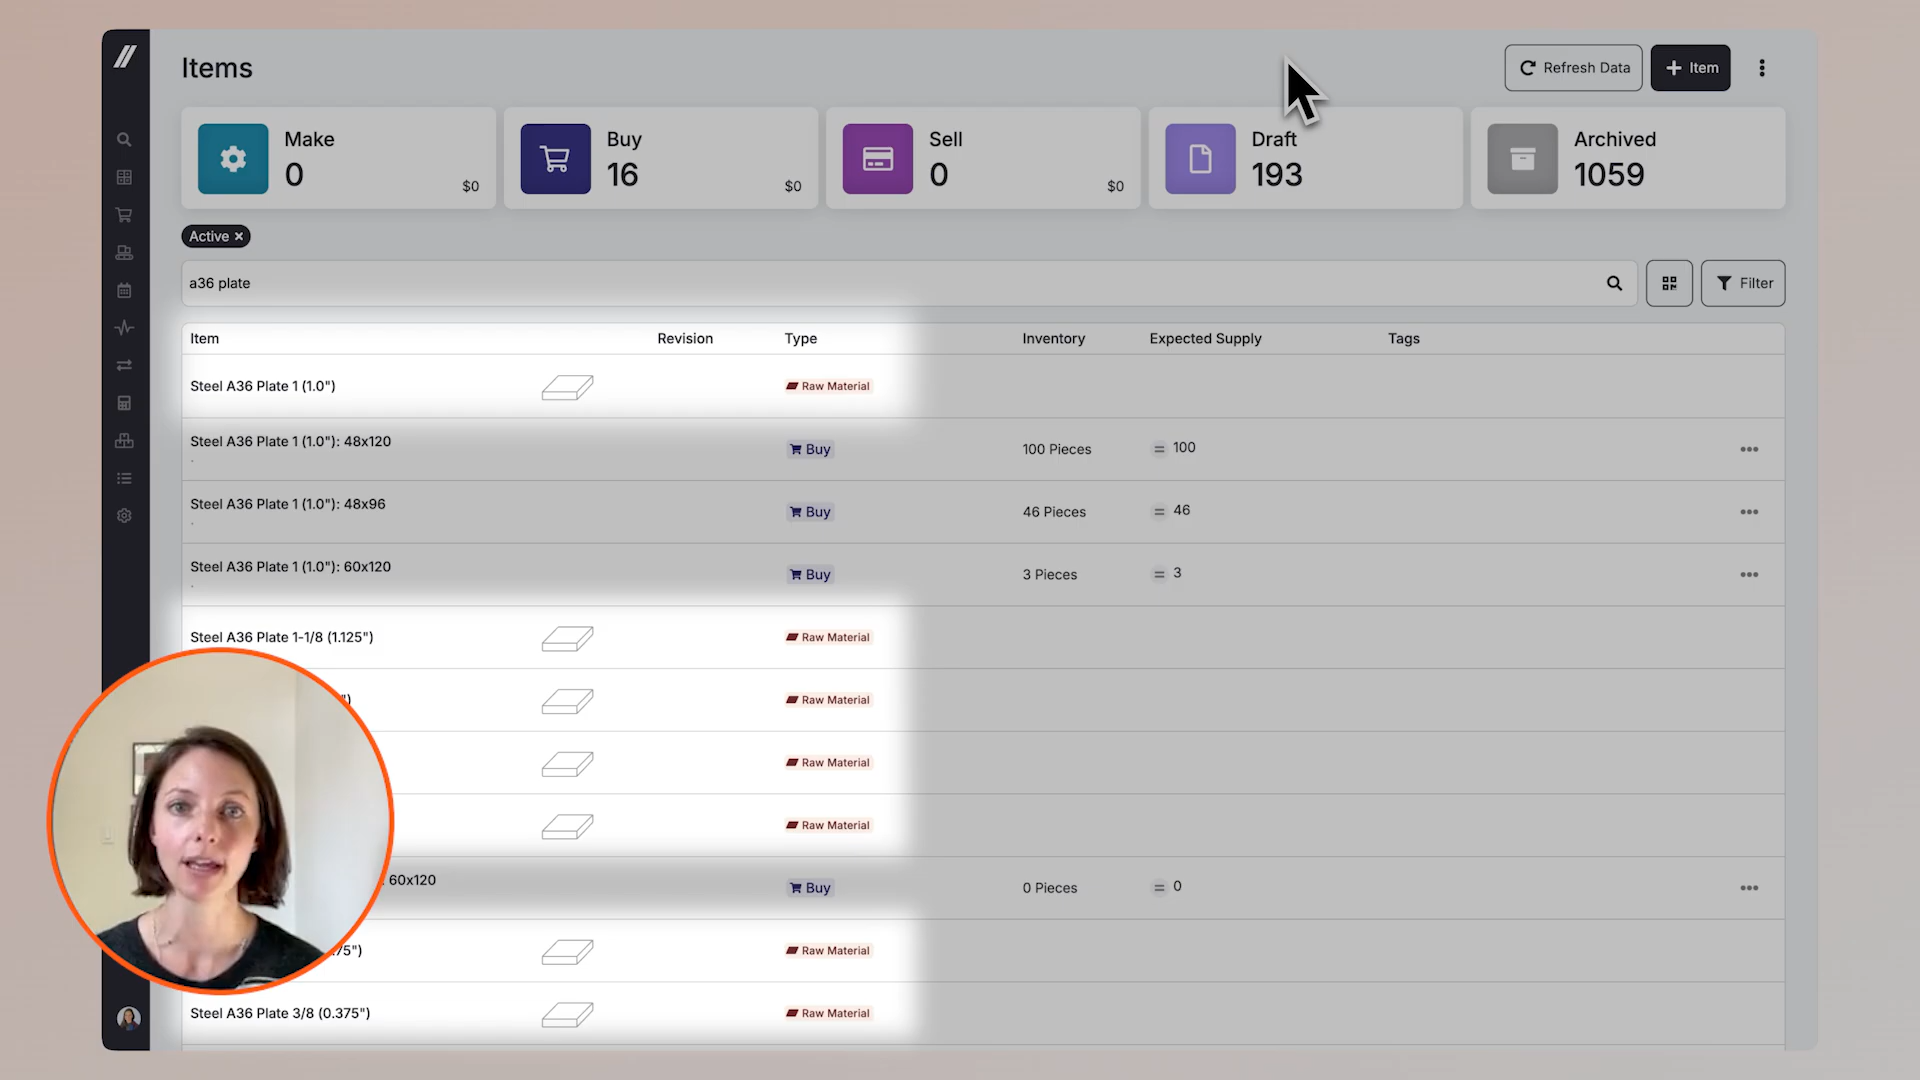 Items
Refresh Data
Item
Make
0
$0
Buy
16
$0
Sell
0
$0
Draft
193
Archived
1059
Active ×
a36 plate
Filter
Item Revision Type Inventory Expected Supply Tags
Steel A36 Plate 1 (1.0") Raw Material
Steel A36 Plate 1 (1.0"): 48x120 Buy 100 Pieces = 100
Steel A36 Plate 1 (1.0"): 48x96 Buy 46 Pieces = 46
Steel A36 Plate 1 (1.0"): 60x120 Buy 3 Pieces = 3
Steel A36 Plate 1-1/8 (1.125") Raw Material
Raw Material
Raw Material
Raw Material
60x120 Buy 0 Pieces = 0
75") Raw Material
Steel A36 Plate 3/8 (0.375") Raw Material